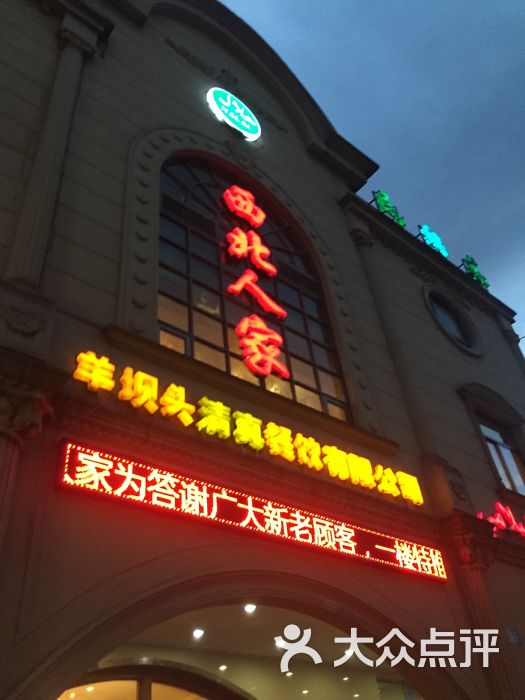 حلال
西北人家
羊坝头清真餐饮有限公司
家为答谢广大新老顾客，一楼特推
大众点评